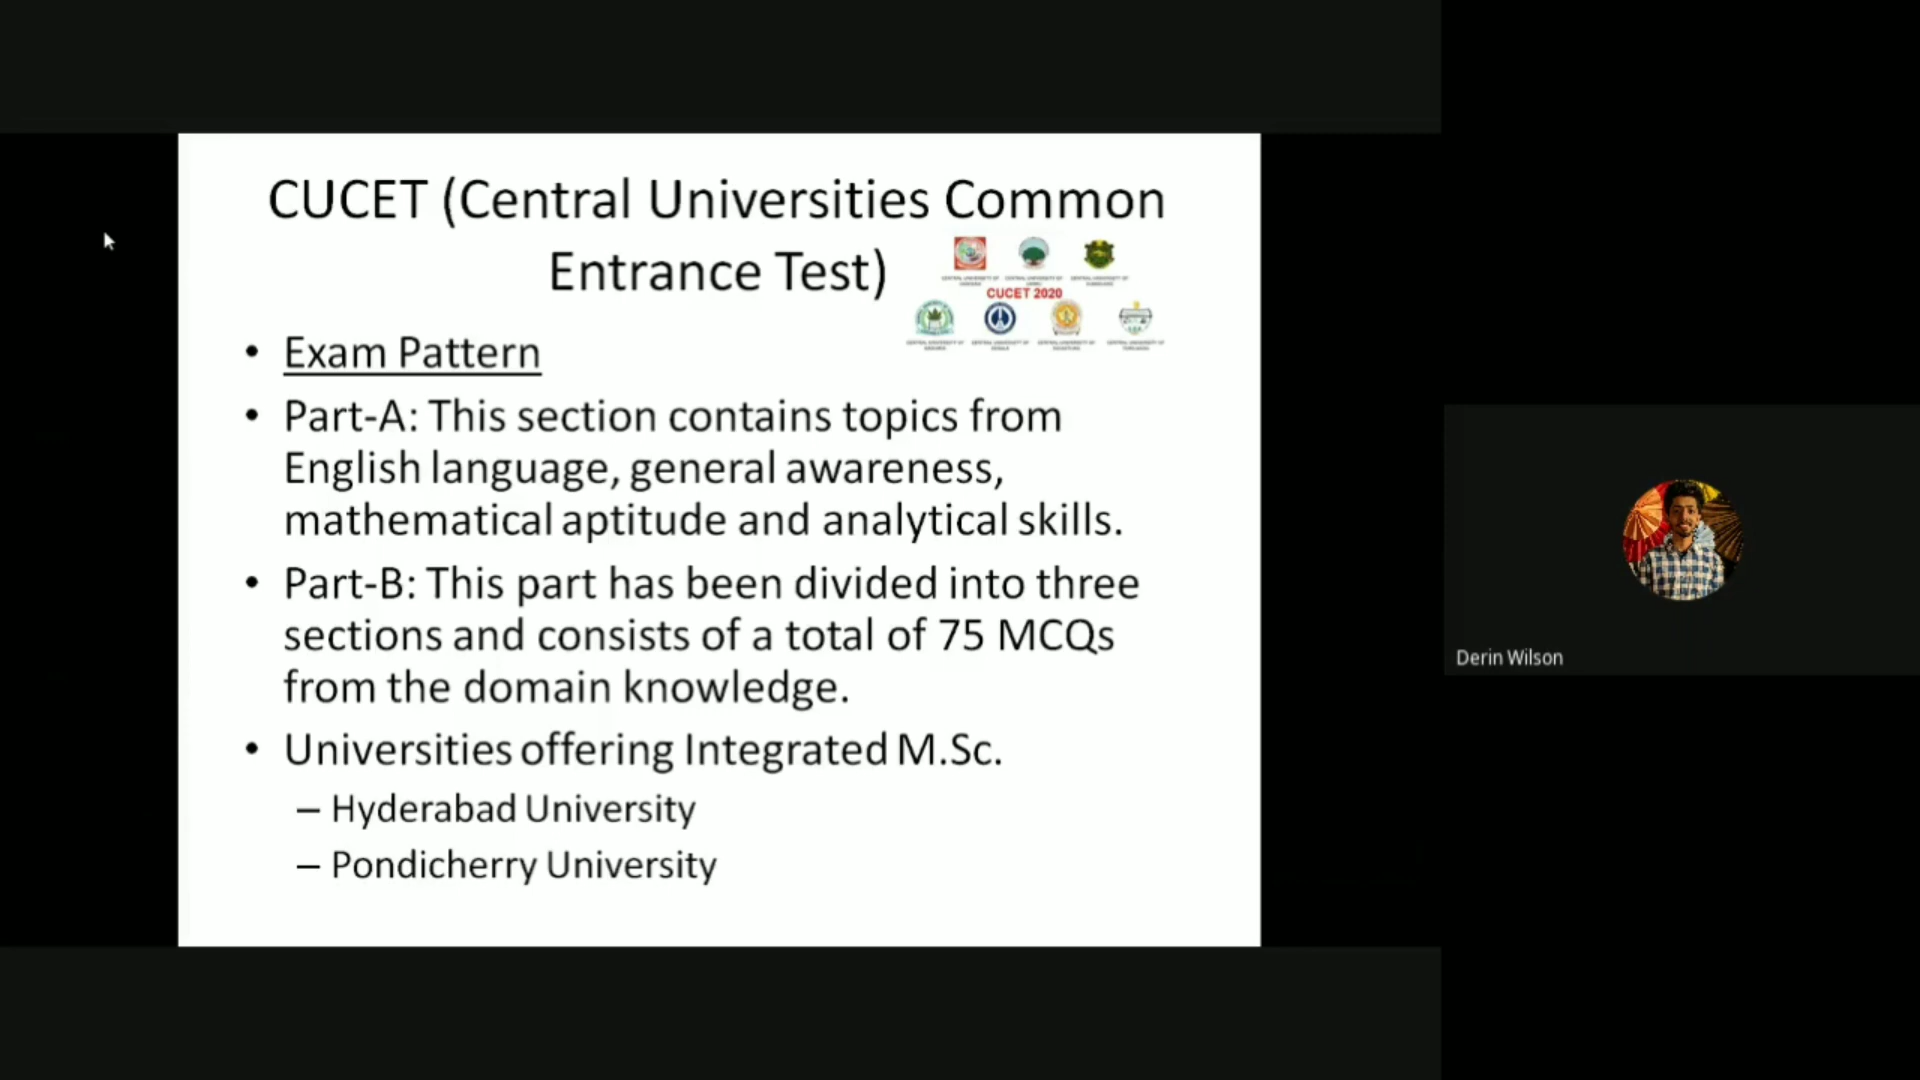 CUCET (Central Universities Common
Entrance Test)
CUCET 2020
• Exam Pattern
• Part-A: This section contains topics from
English language, general awareness,
mathematical aptitude and analytical skills.
• Part-B: This part has been divided into three
sections and consists of a total of 75 MCQs
from the domain knowledge.
• Universities offering Integrated M.Sc.
– Hyderabad University
– Pondicherry University
Derin Wilson